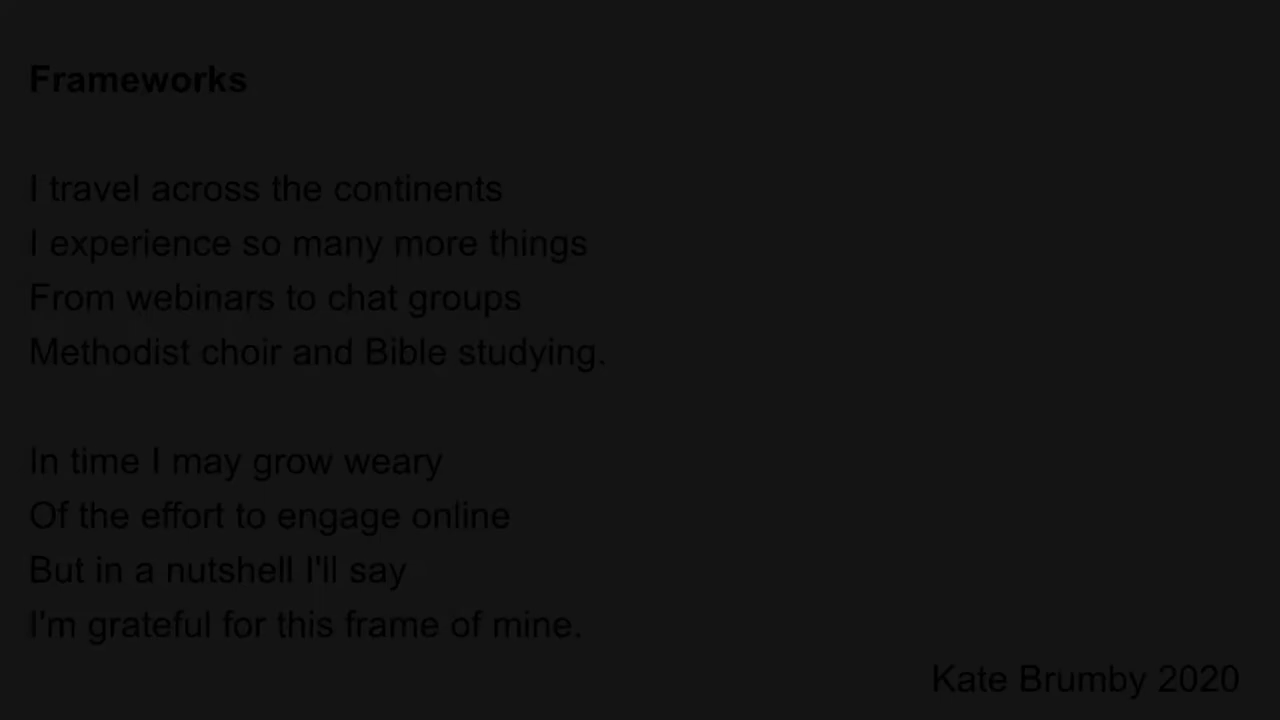 Frameworks
I travel across the continents
I experience so many more things
From webinars to chat groups
Methodist choir and Bible studying.
In time I may grow weary
Of the effort to engage online
But in a nutshell I'll say
I'm grateful for this frame of mine.
Kate Brumby 2020